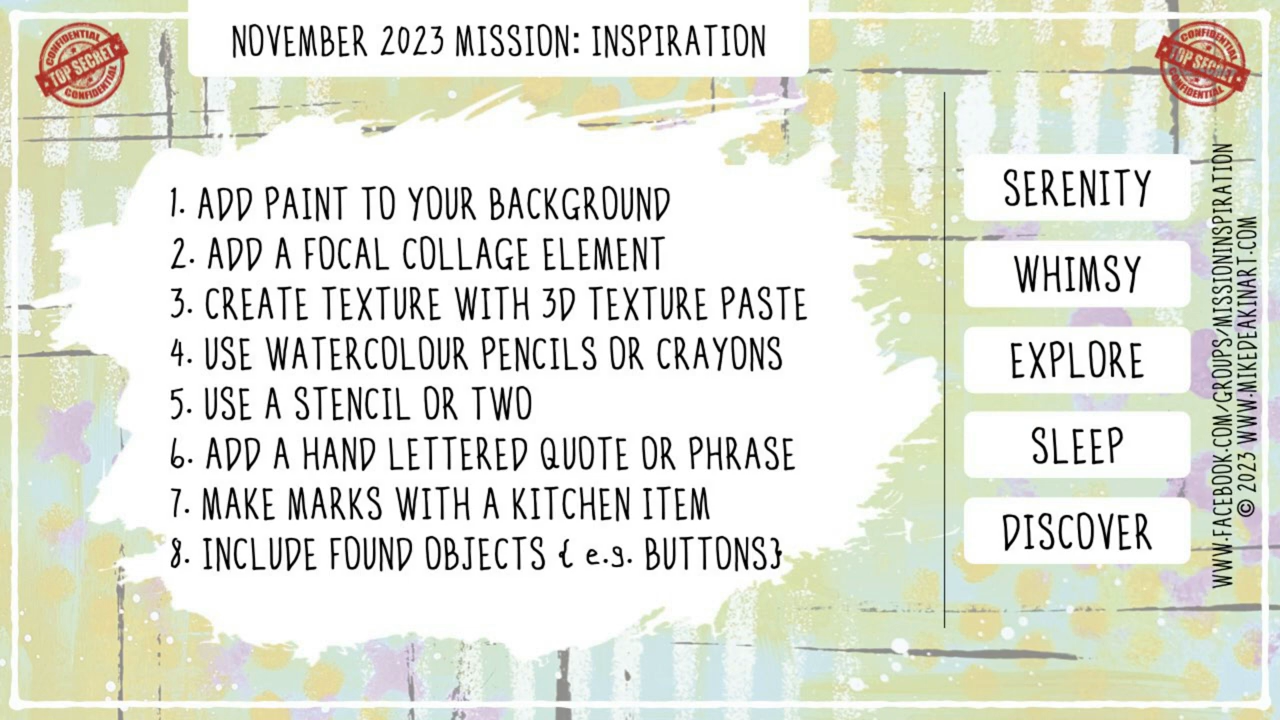 NOVEMBER 2023 MISSION: INSPIRATION
CONFIDENTIAL
TOP SECRET
CONFIDENTIAL
CONFIDENTIAL
TOP SECRET
CONFIDENTIAL
1. ADD PAINT TO YOUR BACKGROUND
2. ADD A FOCAL COLLAGE ELEMENT
3. CREATE TEXTURE WITH 3D TEXTURE PASTE
4. USE WATERCOLOUR PENCILS OR CRAYONS
5. USE A STENCIL OR TWO
6. ADD A HAND LETTERED QUOTE OR PHRASE
7. MAKE MARKS WITH A KITCHEN ITEM
8. INCLUDE FOUND OBJECTS { e.g. BUTTONS}
SERENITY
WHIMSY
EXPLORE
SLEEP
DISCOVER
WWW.FACEBOOK.COM/GROUPS/MISSIONINSPIRATION
© 2023 WWW.MIKEDEAKINART.COM